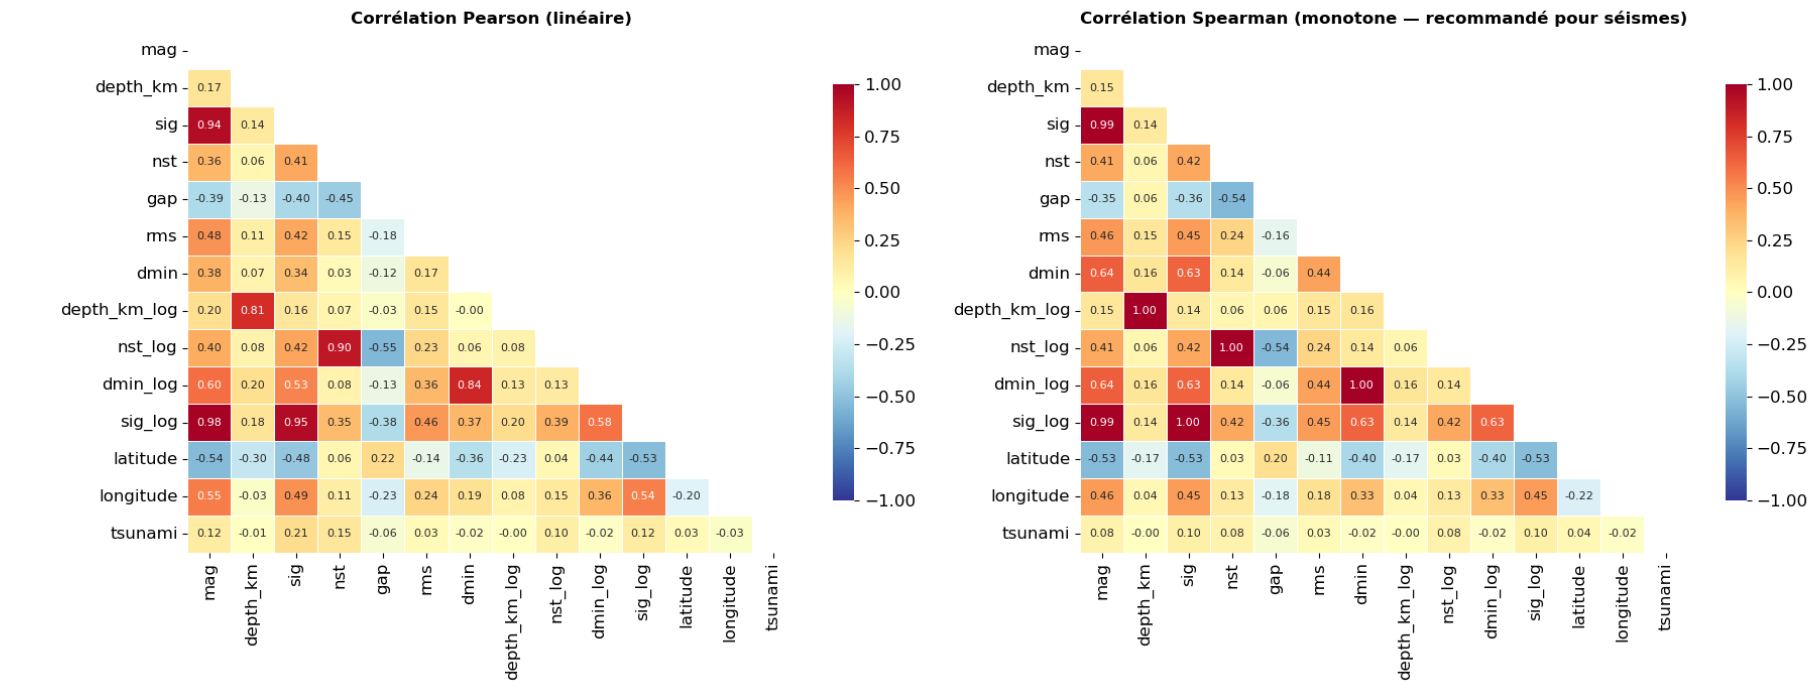 Corrélation Pearson (linéaire)
mag
depth_km 0.17
sig 0.94 0.14
nst 0.36 0.06 0.41
gap -0.39 -0.13 -0.40 -0.45
rms 0.48 0.11 0.42 0.15 -0.18
dmin 0.38 0.07 0.34 0.03 -0.12 0.17
depth_km_log 0.20 0.81 0.16 0.07 -0.03 0.15 -0.00
nst_log 0.40 0.08 0.42 0.90 -0.55 0.23 0.06 0.08
dmin_log 0.60 0.20 0.53 0.08 -0.13 0.36 0.84 0.13 0.13
sig_log 0.98 0.18 0.95 0.35 -0.38 0.46 0.37 0.20 0.39 0.58
latitude -0.54 -0.30 -0.48 0.06 0.22 -0.14 -0.36 -0.23 0.04 -0.44 -0.53
longitude 0.55 -0.03 0.49 0.11 -0.23 0.24 0.19 0.08 0.15 0.36 0.54 -0.20
tsunami 0.12 -0.01 0.21 0.15 -0.06 0.03 -0.02 -0.00 0.10 -0.02 0.12 0.03 -0.03
mag depth_km sig nst gap rms dmin depth_km_log nst_log dmin_log sig_log latitude longitude tsunami
1.00
0.75
0.50
0.25
0.00
−0.25
−0.50
−0.75
−1.00
Corrélation Spearman (monotone — recommandé pour séismes)
mag
depth_km 0.15
sig 0.99 0.14
nst 0.41 0.06 0.42
gap -0.35 0.06 -0.36 -0.54
rms 0.46 0.15 0.45 0.24 -0.16
dmin 0.64 0.16 0.63 0.14 -0.06 0.44
depth_km_log 0.15 1.00 0.14 0.06 0.06 0.15 0.16
nst_log 0.41 0.06 0.42 1.00 -0.54 0.24 0.14 0.06
dmin_log 0.64 0.16 0.63 0.14 -0.06 0.44 1.00 0.16 0.14
sig_log 0.99 0.14 1.00 0.42 -0.36 0.45 0.63 0.14 0.42 0.63
latitude -0.53 -0.17 -0.53 0.03 0.20 -0.11 -0.40 -0.17 0.03 -0.40 -0.53
longitude 0.46 0.04 0.45 0.13 -0.18 0.18 0.33 0.04 0.13 0.33 0.45 -0.22
tsunami 0.08 -0.00 0.10 0.08 -0.06 0.03 -0.02 -0.00 0.08 -0.02 0.10 0.04 -0.02
mag depth_km sig nst gap rms dmin depth_km_log nst_log dmin_log sig_log latitude longitude tsunami
1.00
0.75
0.50
0.25
0.00
−0.25
−0.50
−0.75
−1.00